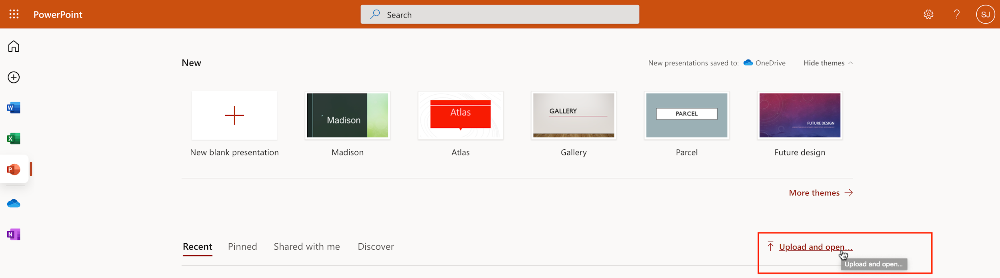 PowerPoint
Search
SJ
New
New presentations saved to: OneDrive
Hide themes
Madison
Atlas
GALLERY
PARCEL
FUTURE DESIGN
New blank presentation
Madison
Atlas
Gallery
Parcel
Future design
W
X
P
N
More themes
Recent
Pinned
Shared with me
Discover
Upload and open...
Upload and open...